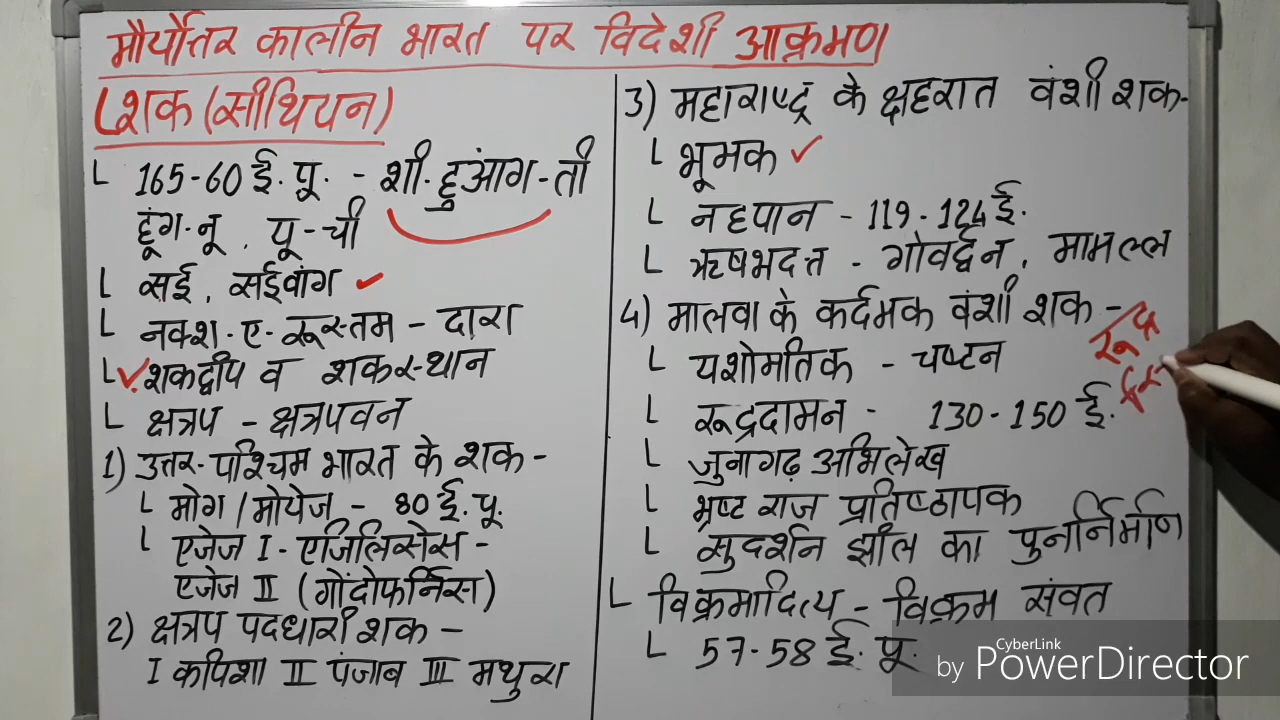 मौर्योत्तर कालीन भारत पर विदेशी आक्रमण
शक (सीथियन)
165-60 ई. पू. - शी-हुआंग-ती
हूंग-नू, यू-ची
सई, सईवांग
नक्श-ए-रूस्तम - दारा
शकद्वीप व शकस्थान
क्षत्रप - क्षत्रपवन
1) उत्तर-पश्चिम भारत के शक -
मोग / मोयेज - 80 ई. पू.
एजेज I - एजिलिसेस -
एजेज II (गोंदोफर्निस)
2) क्षत्रप पदधारी शक -
I कपिशा II पंजाब III मथुरा
3) महाराष्ट्र के क्षहरात वंशी शक-
भूमक
नहपान - 119-124 ई.
ऋषभदत्त - गोवर्द्धन, मामल्ल
4) मालवा के कर्दमक वंशी शक -
यशोमतिक - चष्टन
रूद्रदामन - 130-150 ई.
जुनागढ़ अभिलेख
भ्रष्ट राज प्रतिष्ठापक
सुदर्शन झील का पुनर्निर्माण
विक्रमादित्य - विक्रम संवत
57-58 ई. पू.
रूद्र
CyberLink
by PowerDirector